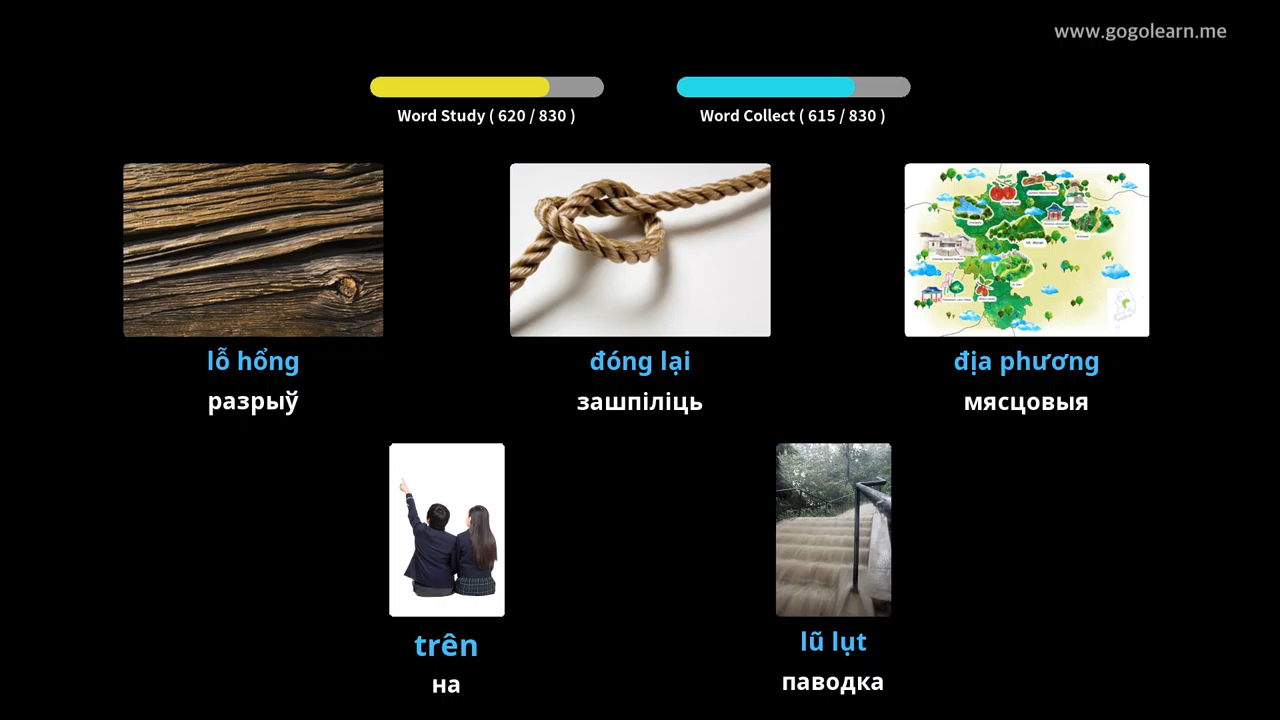 www.gogolearn.me
Word Study ( 620 / 830 )
Word Collect ( 615 / 830 )
lỗ hổng
разрыў
đóng lại
зашпіліць
địa phương
мясцовыя
trên
на
lũ lụt
паводка